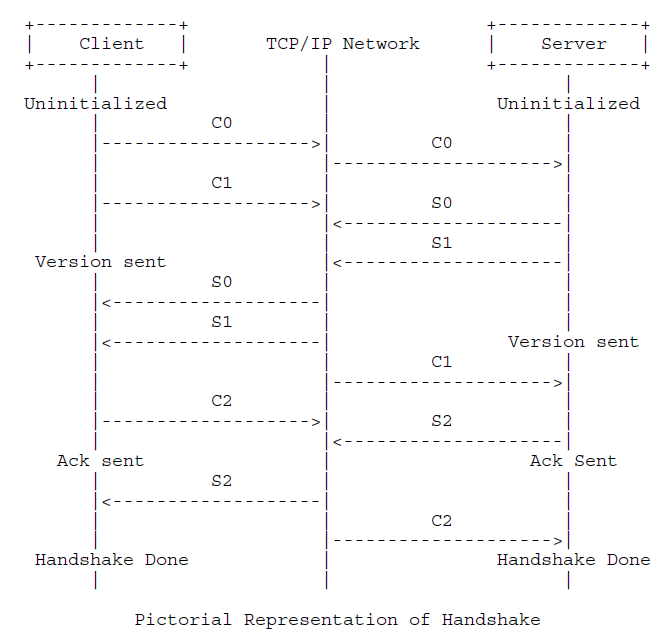 Client TCP/IP Network Server
Uninitialized Uninitialized
C0
C0
C1
S0
S1
Version sent
S0
S1
Version sent
C1
C2
S2
Ack sent Ack Sent
S2
C2
Handshake Done Handshake Done
Pictorial Representation of Handshake